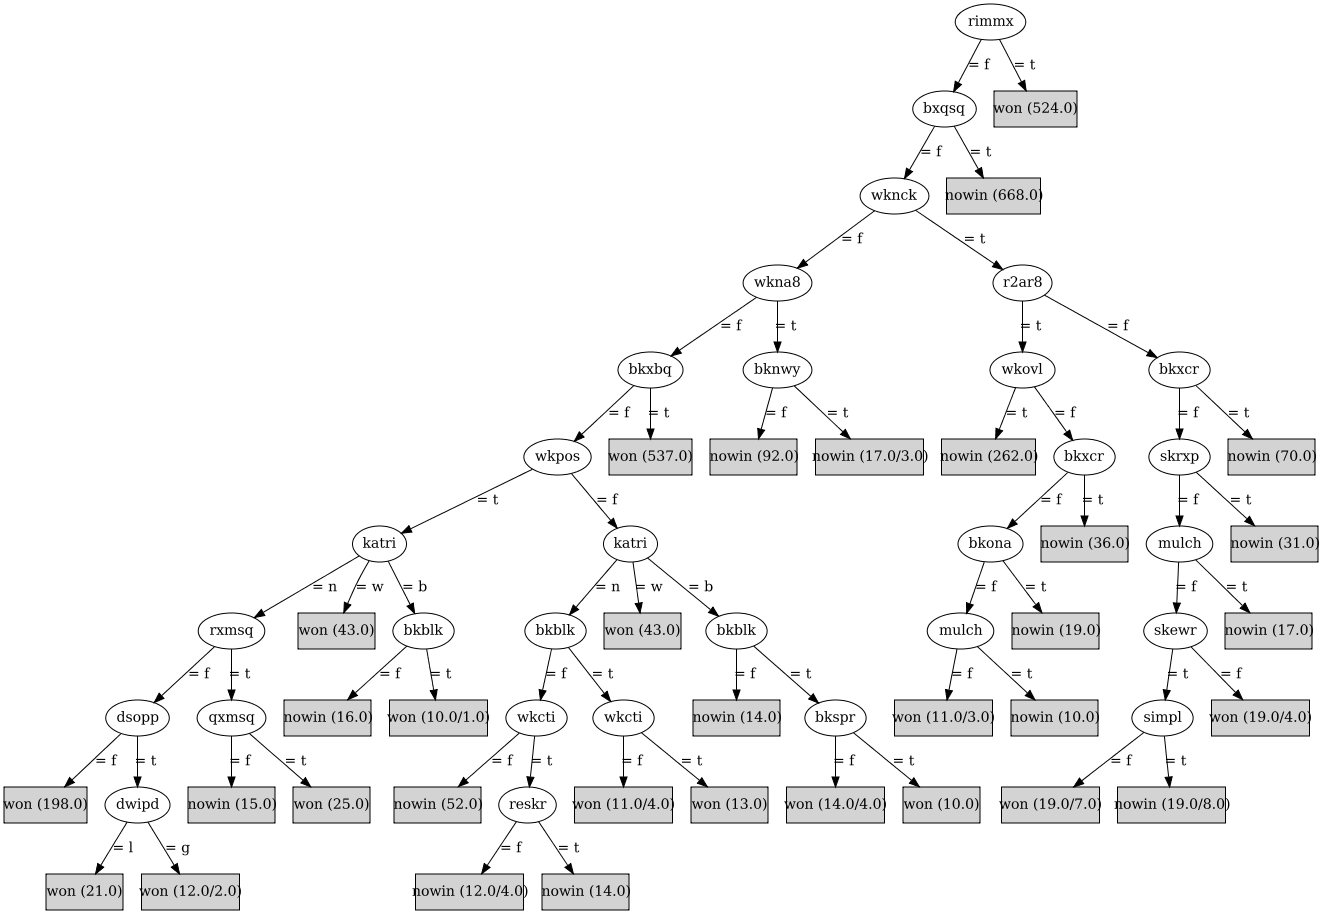 rimmx
= f
= t
bxqsq
won (524.0)
= f
= t
wknck
nowin (668.0)
= f
= t
wkna8
r2ar8
= f
= t
= t
= f
bkxbq
bknwy
wkovl
bkxcr
= f
= t
= f
= t
= t
= f
= f
= t
wkpos
won (537.0)
nowin (92.0)
nowin (17.0/3.0)
nowin (262.0)
bkxcr
skrxp
nowin (70.0)
= t
= f
= f
= t
= f
= t
katri
katri
bkona
nowin (36.0)
mulch
nowin (31.0)
= n
= w
= b
= n
= w
= b
= f
= t
= f
= t
rxmsq
won (43.0)
bkblk
bkblk
won (43.0)
bkblk
mulch
nowin (19.0)
skewr
nowin (17.0)
= f
= t
= f
= t
= f
= t
= f
= t
= f
= t
= t
= f
dsopp
qxmsq
nowin (16.0)
won (10.0/1.0)
wkcti
wkcti
nowin (14.0)
bkspr
won (11.0/3.0)
nowin (10.0)
simpl
won (19.0/4.0)
= f
= t
= f
= t
= f
= t
= f
= t
= f
= t
= f
= t
won (198.0)
dwipd
nowin (15.0)
won (25.0)
nowin (52.0)
reskr
won (11.0/4.0)
won (13.0)
won (14.0/4.0)
won (10.0)
won (19.0/7.0)
nowin (19.0/8.0)
= l
= g
= f
= t
won (21.0)
won (12.0/2.0)
nowin (12.0/4.0)
nowin (14.0)